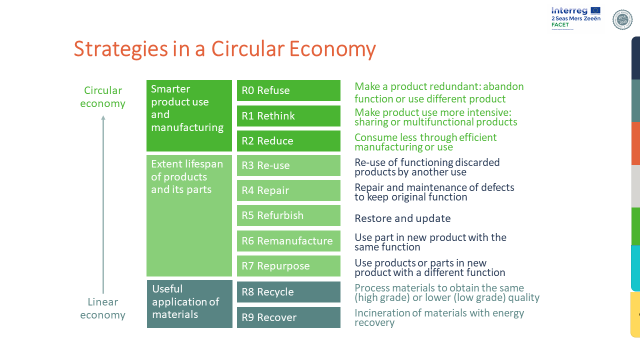 Interreg
2 Seas Mers Zeeën
FACET
Strategies in a Circular Economy
Circular
economy
Linear
economy
Smarter
product use
and
manufacturing
R0 Refuse
Make a product redundant: abandon
function or use different product
R1 Rethink
Make product use more intensive:
sharing or multifunctional products
R2 Reduce
Consume less through efficient
manufacturing or use
Extent lifespan
of products
and its parts
R3 Re-use
Re-use of functioning discarded
products by another use
R4 Repair
Repair and maintenance of defects
to keep original function
R5 Refurbish
Restore and update
R6 Remanufacture
Use part in new product with the
same function
R7 Repurpose
Use products or parts in new
product with a different function
Useful
application of
materials
R8 Recycle
Process materials to obtain the same
(high grade) or lower (low grade) quality
R9 Recover
Incineration of materials with energy
recovery